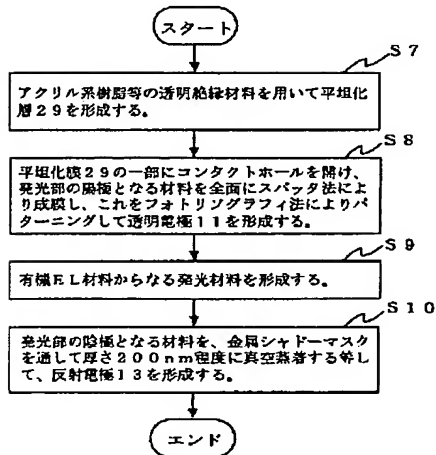 スタート
S7
アクリル系樹脂等の透明絶縁材料を用いて平坦化
層29を形成する。
S8
平坦化膜29の一部にコンタクトホールを開け、
発光部の陽極となる材料を全面にスパッタ法によ
り成膜し、これをフォトリソグラフィ法によりパ
ターニングして透明電極11を形成する。
S9
有機EL材料からなる発光材料を形成する。
S10
発光部の陰極となる材料を、金属シャドーマスク
を通して厚さ200nm程度に真空蒸着する等し
て、反射電極13を形成する。
エンド